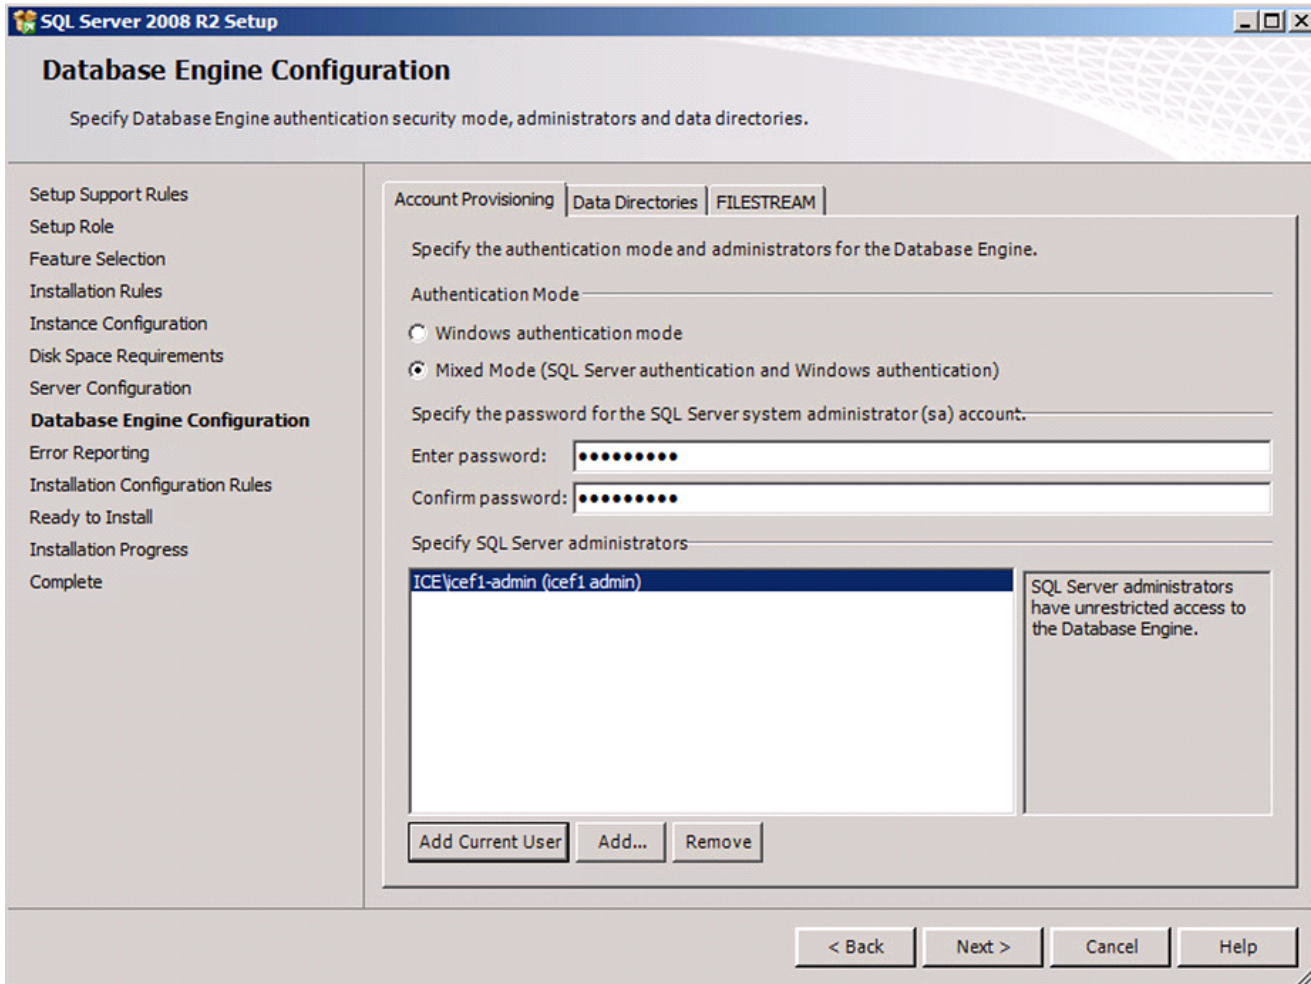 SQL Server 2008 R2 Setup
Database Engine Configuration
Specify Database Engine authentication security mode, administrators and data directories.
Setup Support Rules
Setup Role
Feature Selection
Installation Rules
Instance Configuration
Disk Space Requirements
Server Configuration
Database Engine Configuration
Error Reporting
Installation Configuration Rules
Ready to Install
Installation Progress
Complete
Account Provisioning Data Directories FILESTREAM
Specify the authentication mode and administrators for the Database Engine.
Authentication Mode
Windows authentication mode
Mixed Mode (SQL Server authentication and Windows authentication)
Specify the password for the SQL Server system administrator (sa) account.
Enter password: •••••••••
Confirm password: •••••••••
Specify SQL Server administrators
ICE\icef1-admin (icef1 admin)
SQL Server administrators
have unrestricted access to
the Database Engine.
Add Current User Add... Remove
< Back Next > Cancel Help